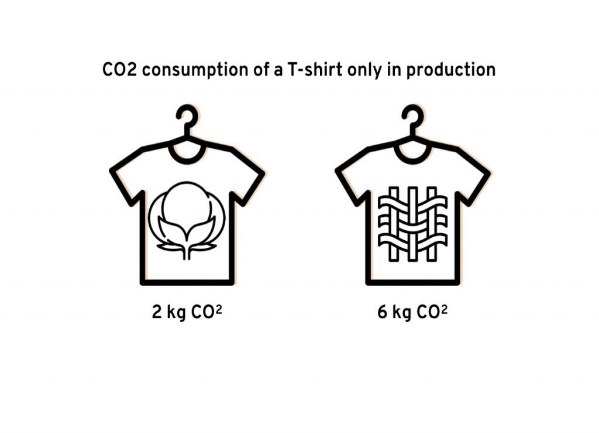 CO2 consumption of a T-shirt only in production
2 kg CO²
6 kg CO²